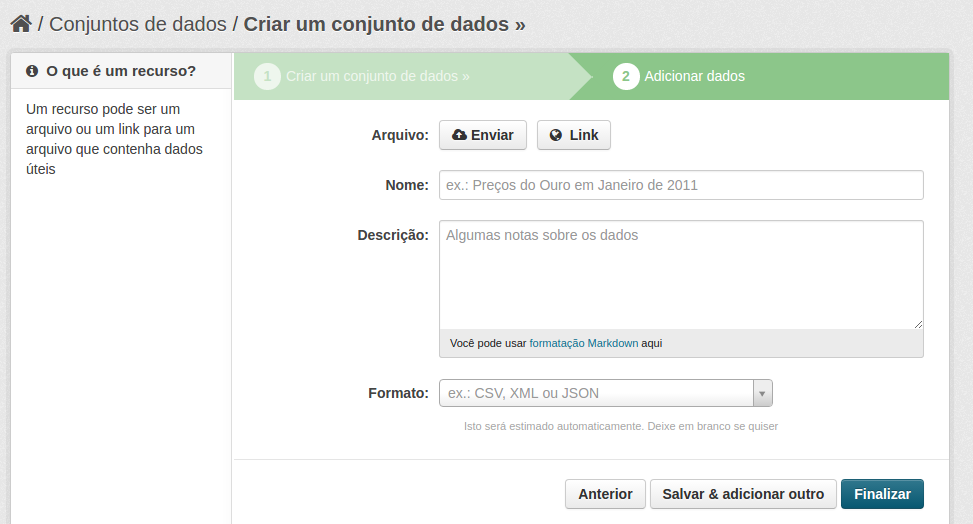 / Conjuntos de dados / Criar um conjunto de dados »
O que é um recurso?
Um recurso pode ser um
arquivo ou um link para um
arquivo que contenha dados
úteis
1 Criar um conjunto de dados »
2 Adicionar dados
Arquivo: Enviar Link
Nome: ex.: Preços do Ouro em Janeiro de 2011
Descrição: Algumas notas sobre os dados
Você pode usar formatação Markdown aqui
Formato: ex.: CSV, XML ou JSON
Isto será estimado automaticamente. Deixe em branco se quiser
Anterior Salvar & adicionar outro Finalizar